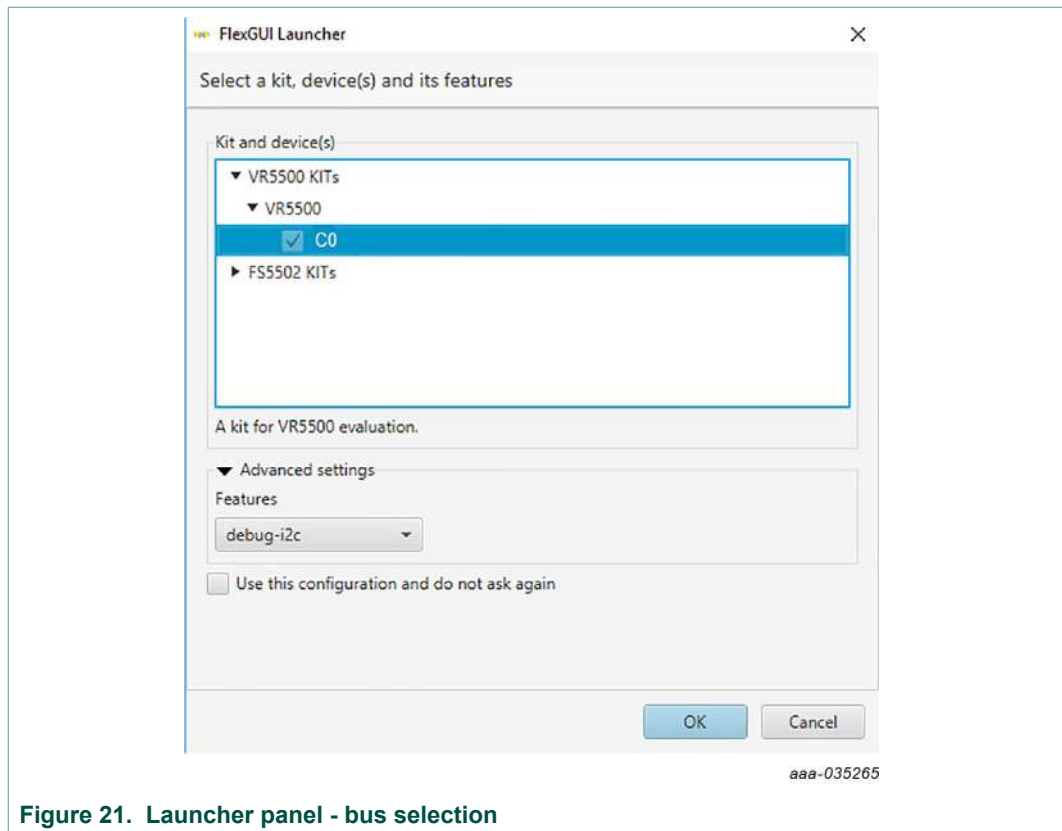 FlexGUI Launcher
Select a kit, device(s) and its features
Kit and device(s)
VR5500 KITs
VR5500
C0
FS5502 KITs
A kit for VR5500 evaluation.
Advanced settings
Features
debug-i2c
Use this configuration and do not ask again
OK Cancel
aaa-035265
Figure 21. Launcher panel - bus selection